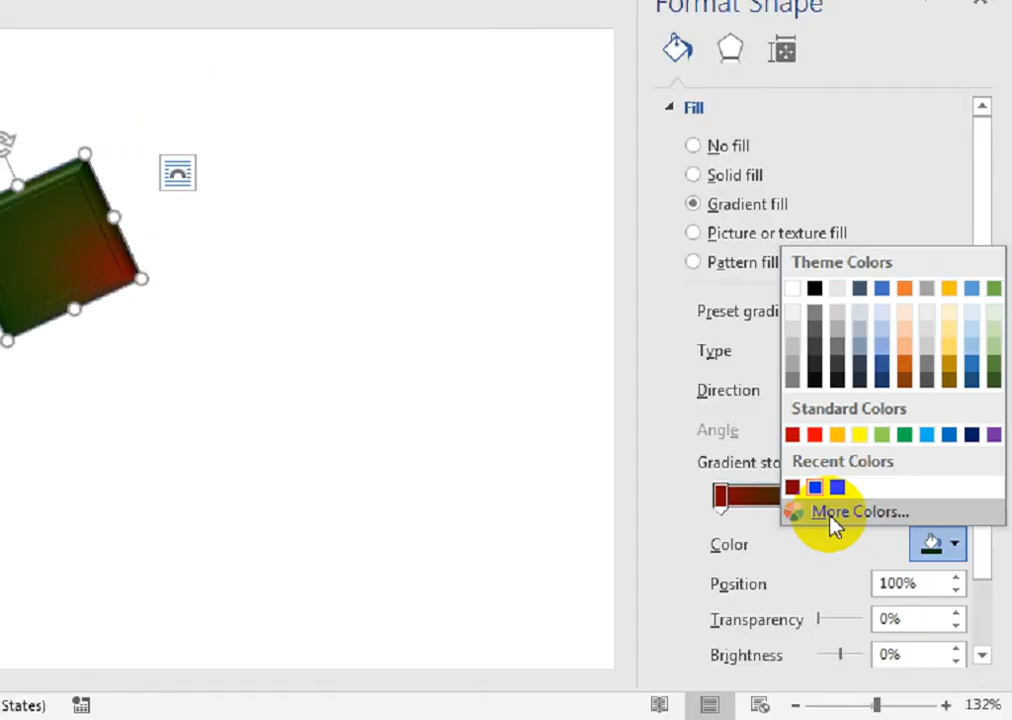 Format Shape
Fill
No fill
Solid fill
Gradient fill
Picture or texture fill
Pattern fill
Theme Colors
Preset gradi
Type
Direction
Standard Colors
Angle
Recent Colors
Gradient sto
More Colors...
Color
Position 100%
Transparency 0%
Brightness 0%
States) 132%